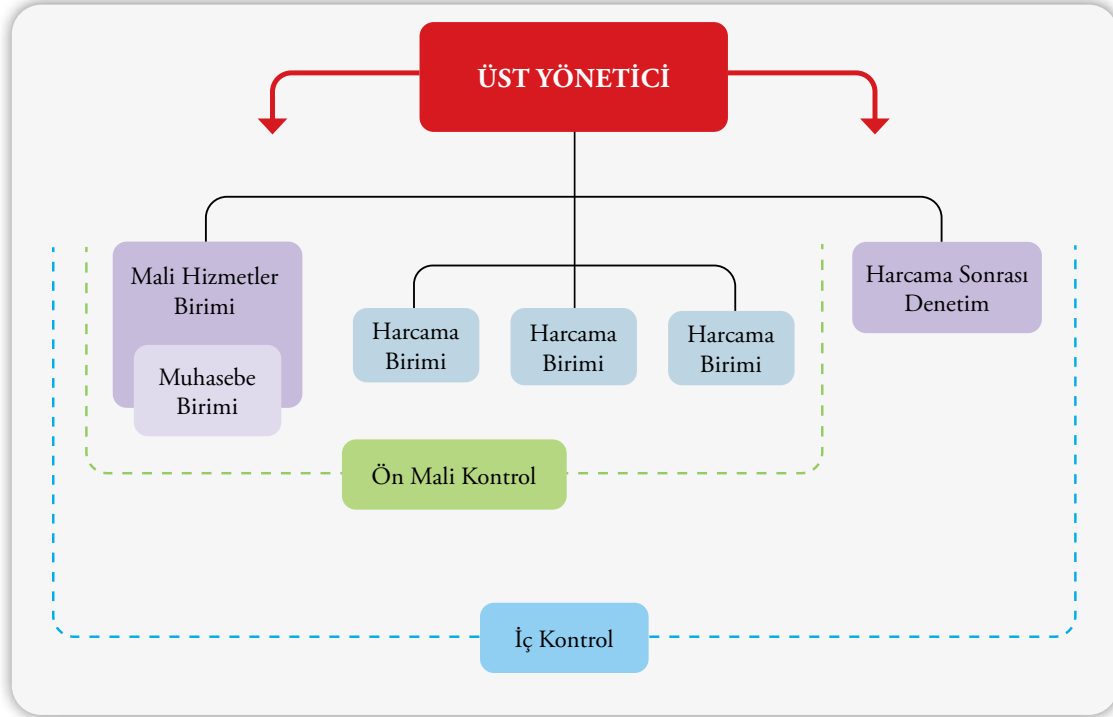 ÜST YÖNETİCİ
Mali Hizmetler
Birimi
Muhasebe
Birimi
Harcama
Birimi
Harcama
Birimi
Harcama
Birimi
Harcama Sonrası
Denetim
Ön Mali Kontrol
İç Kontrol